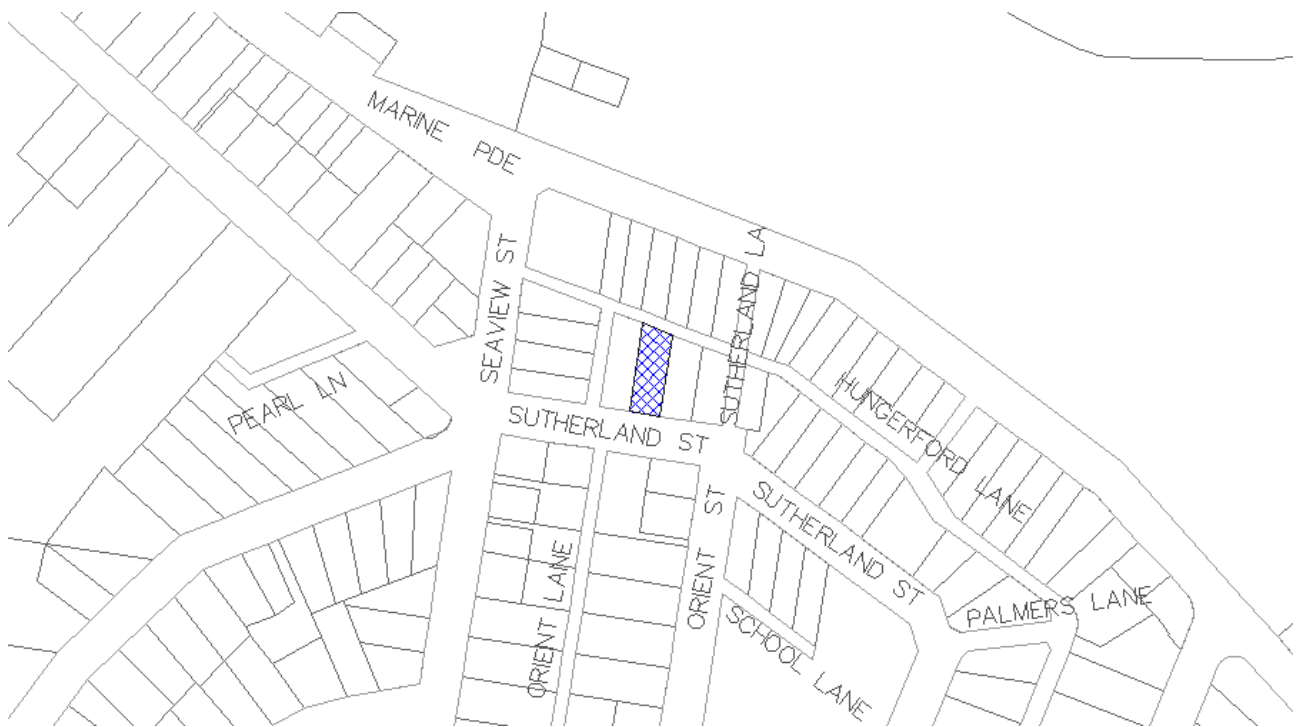 MARINE PDE
SEAVIEW ST
SUTHERLAND LA
PEARL LN
HUNGERFORD LANE
SUTHERLAND ST
SUTHERLAND ST
ORIENT LANE
ORIENT ST
PALMERS LANE
SCHOOL LANE